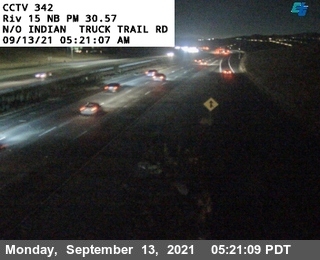 CCTV 342
Riv 15 NB PM 30.57
N/O INDIAN TRUCK TRAIL RD
09/13/21 05:21:07 AM
Monday, September 13, 2021 05:21:09 PDT